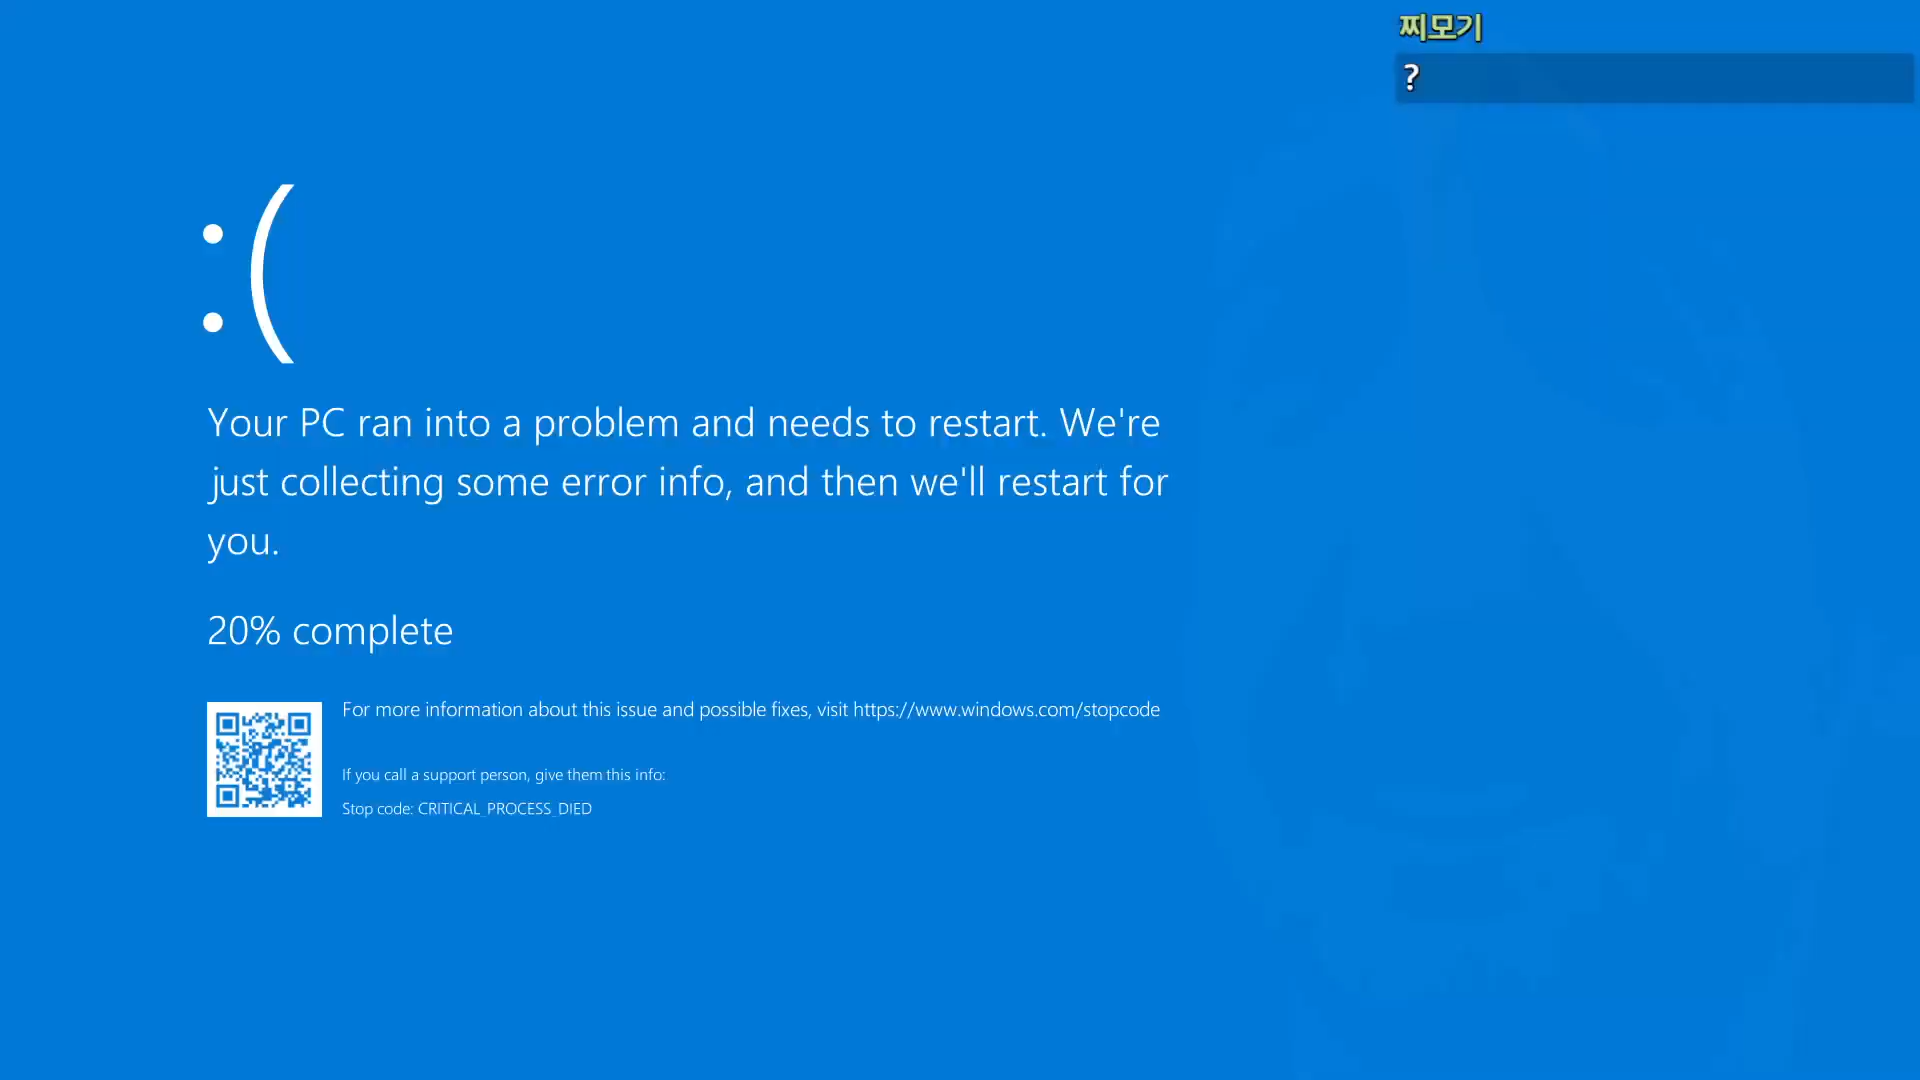 찌모기
?
:(
Your PC ran into a problem and needs to restart. We're
just collecting some error info, and then we'll restart for
you.
20% complete
For more information about this issue and possible fixes, visit https://www.windows.com/stopcode
If you call a support person, give them this info:
Stop code: CRITICAL_PROCESS_DIED